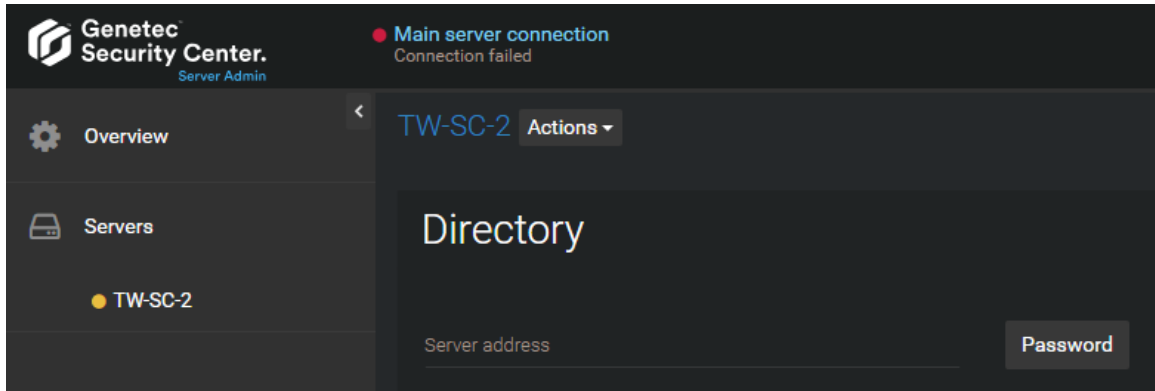 Genetec
Security Center.
Server Admin
Main server connection
Connection failed
Overview
Servers
TW-SC-2
TW-SC-2 Actions
Directory
Server address
Password